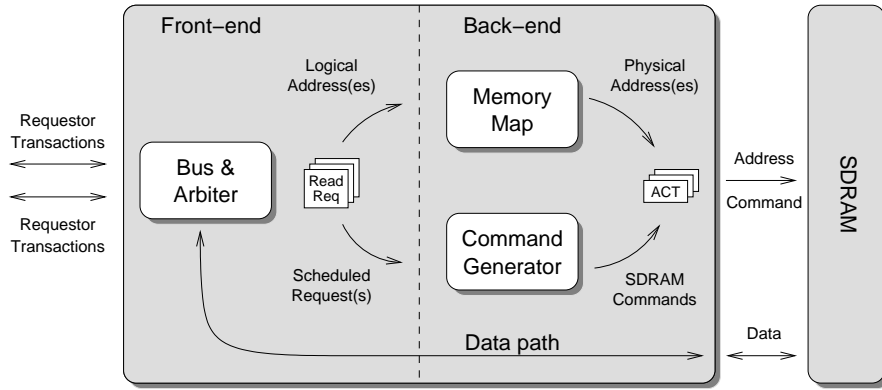 Front–end
Back–end
Logical
Address(es)
Physical
Address(es)
Requestor
Transactions
Memory
Map
Bus &
Arbiter
Read
Req
ACT
Address
Command
SDRAM
Requestor
Transactions
Command
Generator
Scheduled
Request(s)
SDRAM
Commands
Data path
Data